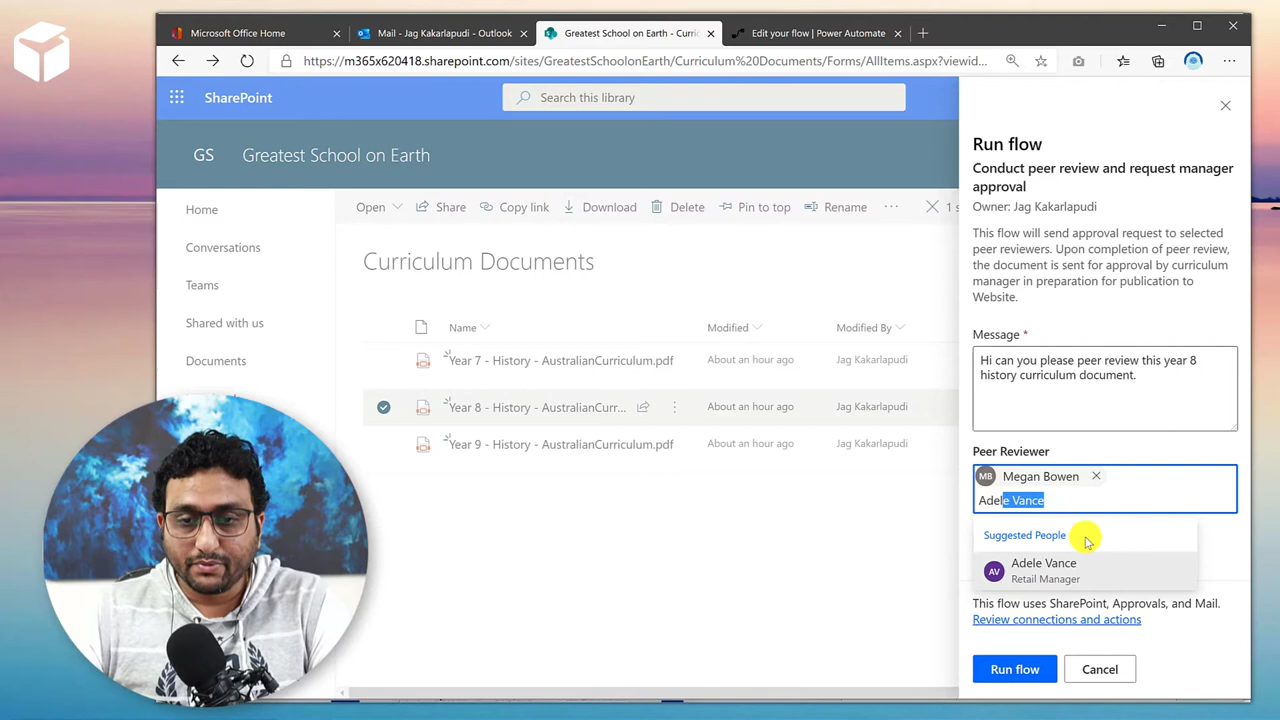 Microsoft Office Home
Mail - Jag Kakarlapudi - Outlook
Greatest School on Earth - Curric
Edit your flow | Power Automate
https://m365x620418.sharepoint.com/sites/GreatestSchoolonEarth/Curriculum%20Documents/Forms/AllItems.aspx?viewid...
SharePoint
Search this library
GS Greatest School on Earth
Open
Share
Copy link
Download
Delete
Pin to top
Rename
1 s
Home
Conversations
Teams
Shared with us
Documents
Curriculum Documents
Name
Modified
Modified By
Year 7 - History - AustralianCurriculum.pdf
About an hour ago
Jag Kakarlapudi
Year 8 - History - AustralianCurr...
About an hour ago
Jag Kakarlapudi
Year 9 - History - AustralianCurriculum.pdf
About an hour ago
Jag Kakarlapudi
Run flow
Conduct peer review and request manager
approval
Owner: Jag Kakarlapudi
This flow will send approval request to selected
peer reviewers. Upon completion of peer review,
the document is sent for approval by curriculum
manager in preparation for publication to
Website.
Message *
Hi can you please peer review this year 8
history curriculum document.
Peer Reviewer
MB Megan Bowen
Adele Vance
Suggested People
AV Adele Vance
Retail Manager
This flow uses SharePoint, Approvals, and Mail.
Review connections and actions
Run flow
Cancel